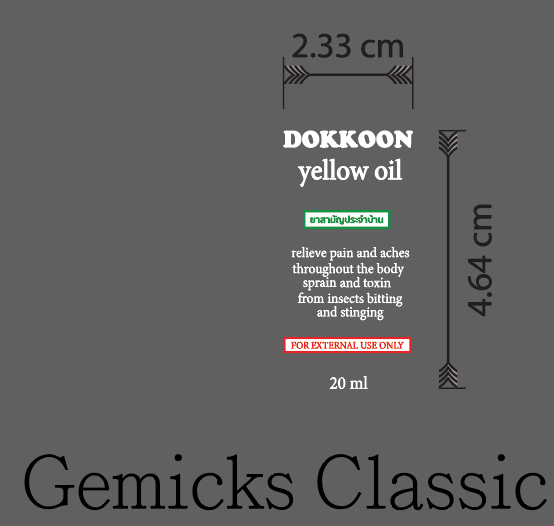 2.33 cm
DOKKOON
yellow oil
4.64 cm
ยาสามัญประจำบ้าน
relieve pain and aches
throughout the body
sprain and toxin
from insects bitting
and stinging
FOR EXTERNAL USE ONLY
20 ml
Gemicks Classic